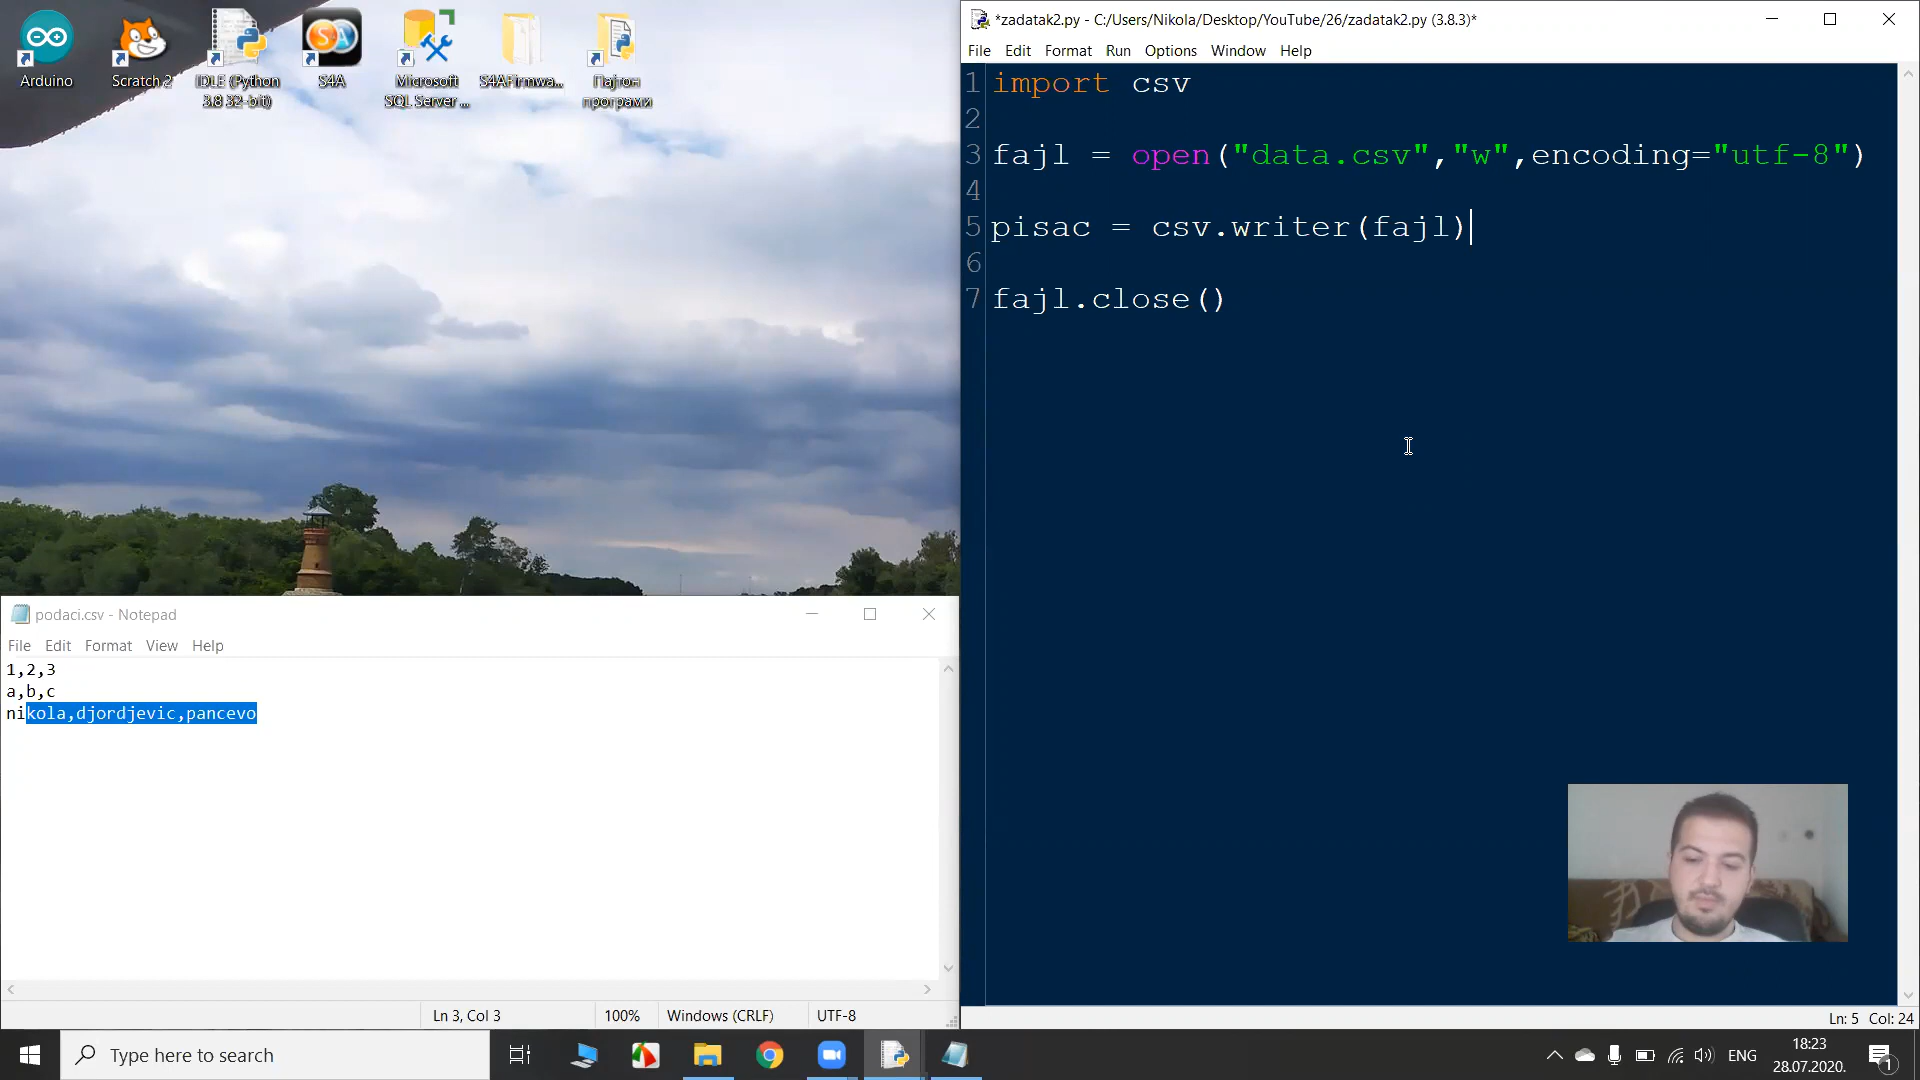 Arduino
Scratch 2
IDLE (Python 3.8 32-bit)
S4A
Microsoft SQL Server ...
S4AFirmwa...
Пајтон програми
*zadatak2.py - C:/Users/Nikola/Desktop/YouTube/26/zadatak2.py (3.8.3)*
File Edit Format Run Options Window Help
1 import csv
2
3 fajl = open("data.csv","w",encoding="utf-8")
4
5 pisac = csv.writer(fajl)
6
7 fajl.close()
Ln: 5 Col: 24
podaci.csv - Notepad
File Edit Format View Help
1,2,3
a,b,c
nikola,djordjevic,pancevo
Ln 3, Col 3 100% Windows (CRLF) UTF-8
Type here to search
ENG
18:23
28.07.2020.
1